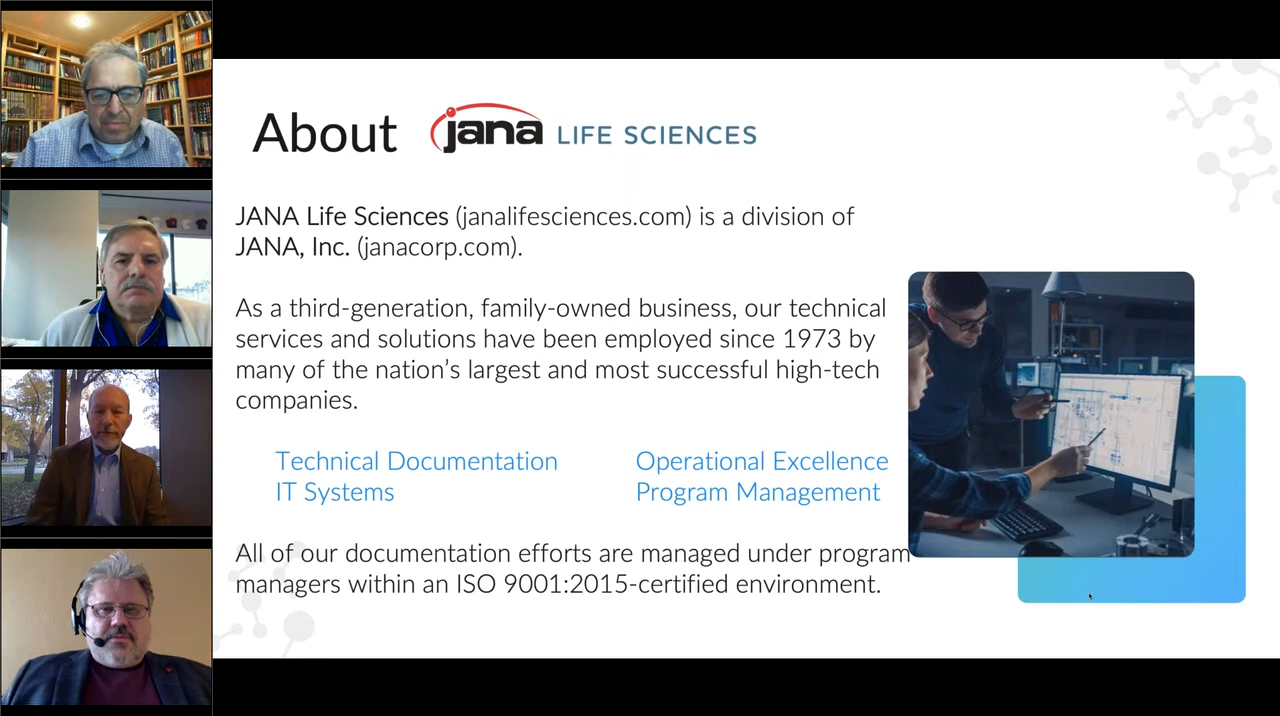 About jana LIFE SCIENCES
JANA Life Sciences (janalifesciences.com) is a division of
JANA, Inc. (janacorp.com).
As a third-generation, family-owned business, our technical
services and solutions have been employed since 1973 by
many of the nation's largest and most successful high-tech
companies.
Technical Documentation
IT Systems
Operational Excellence
Program Management
All of our documentation efforts are managed under program
managers within an ISO 9001:2015-certified environment.